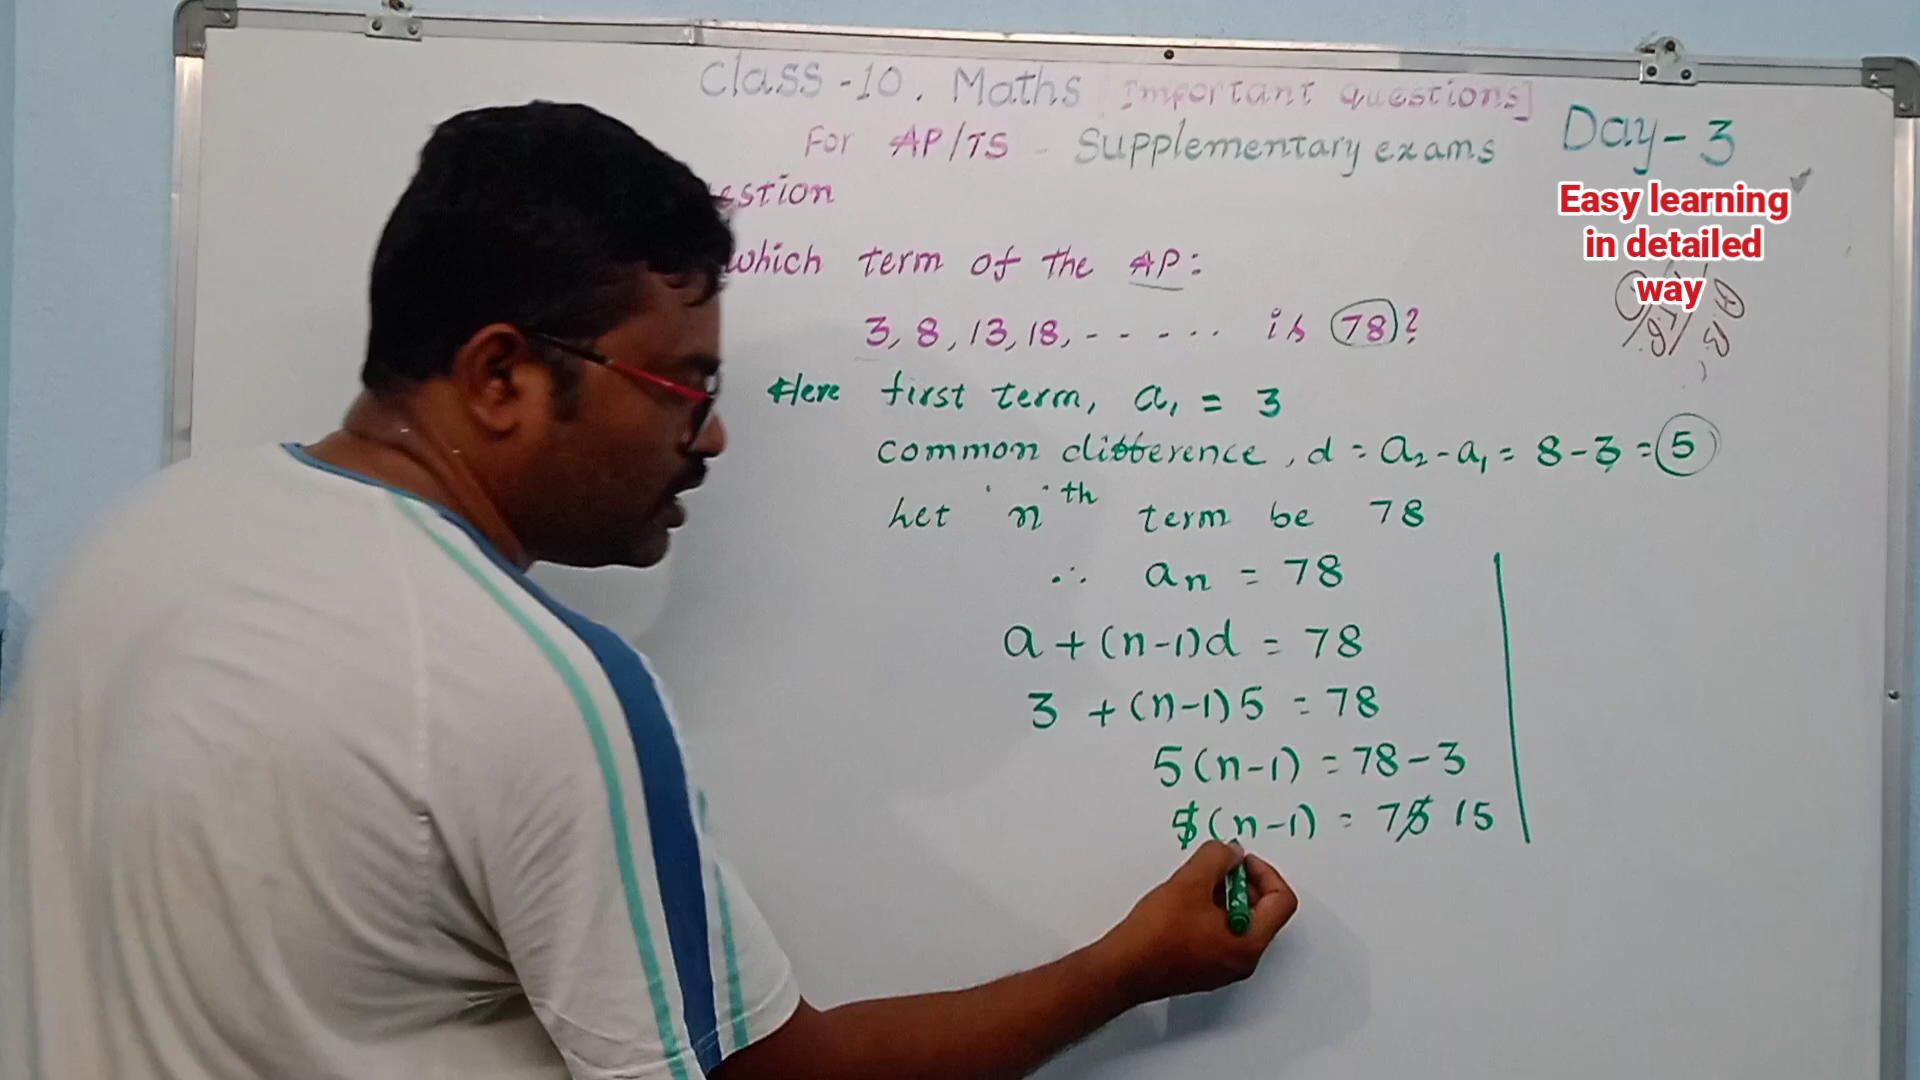 Class-10. Maths [Important questions]
For AP/TS - Supplementary exams
Day-3
Easy learning
in detailed
way
which term of the AP:
3, 8, 13, 18, - - - - ... is 78?
Here first term, a₁ = 3
common difference, d = a₂-a₁ = 8-3 = 5
Let 'n'th term be 78
∴ an = 78
a+(n-1)d = 78
3 +(n-1)5 = 78
5(n-1) = 78-3
5(n-1) = 75 15